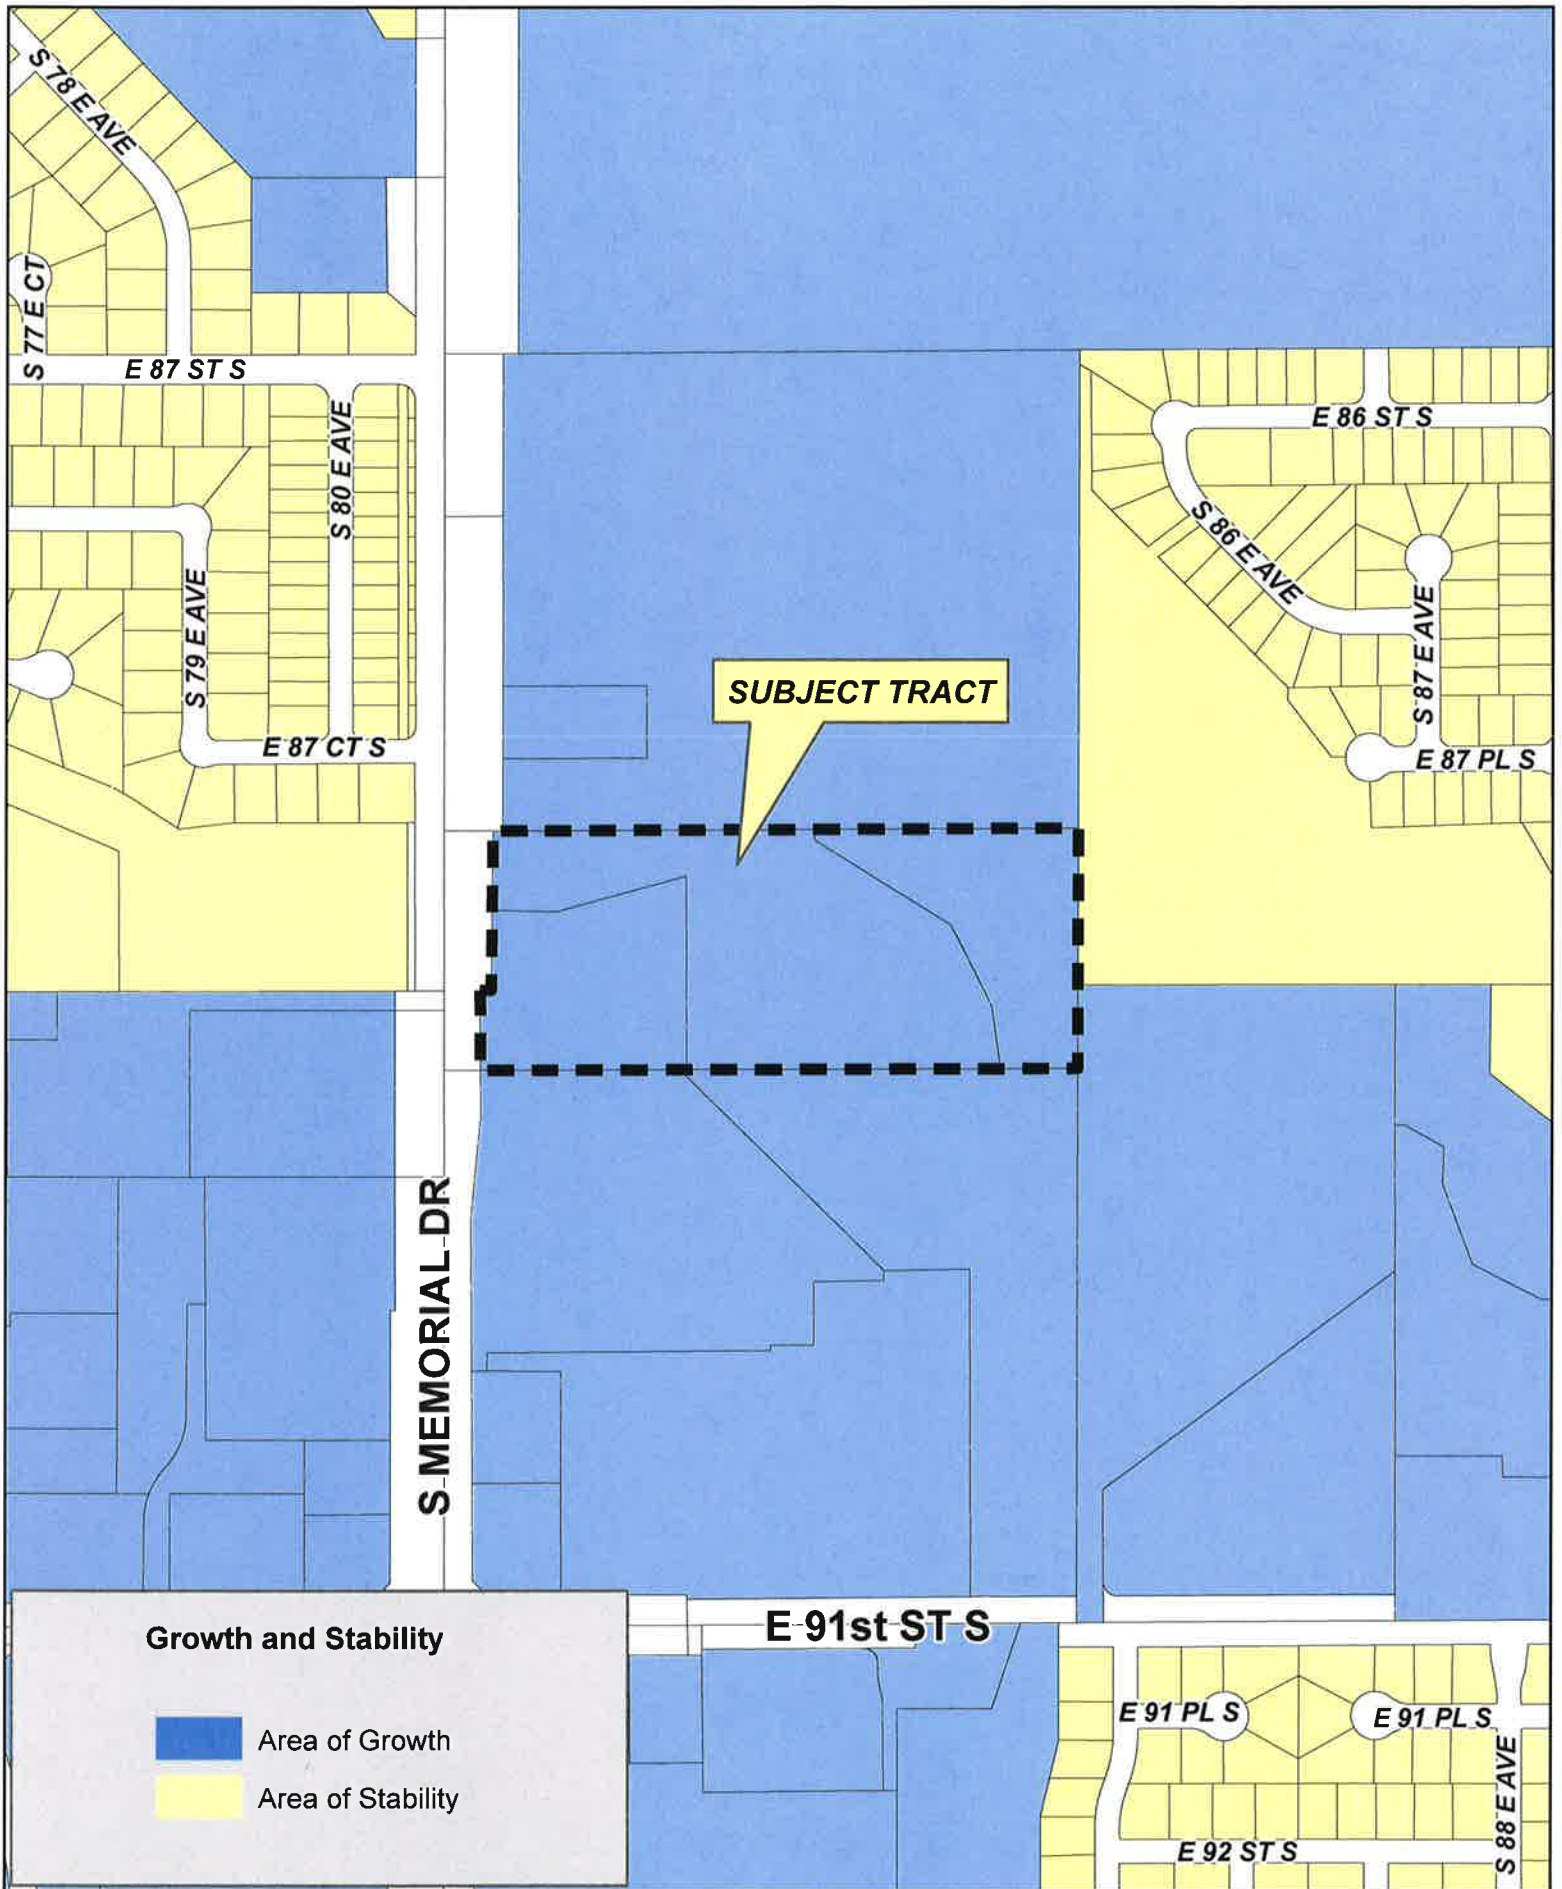 S 78 E AVE
S 77 E CT
E 87 ST S
E 86 ST S
S 80 E AVE
S 86 E AVE
S 79 E AVE
S 87 E AVE
SUBJECT TRACT
E 87 CT S
E 87 PL S
S MEMORIAL DR
E 91st ST S
Growth and Stability
Area of Growth
Area of Stability
E 91 PL S
E 91 PL S
S 88 E AVE
E 92 ST S